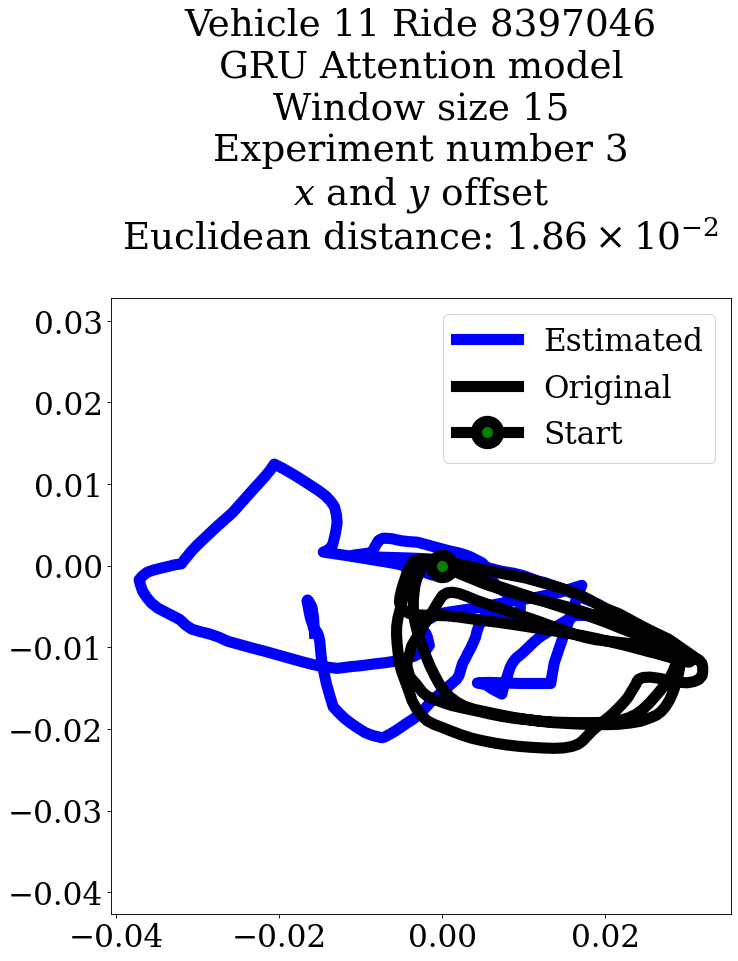 Vehicle 11 Ride 8397046
GRU Attention model
Window size 15
Experiment number 3
x and y offset
Euclidean distance: 1.86 × 10⁻²
0.03
0.02
0.01
0.00
−0.01
−0.02
−0.03
−0.04
Estimated
Original
Start
−0.04 −0.02 0.00 0.02